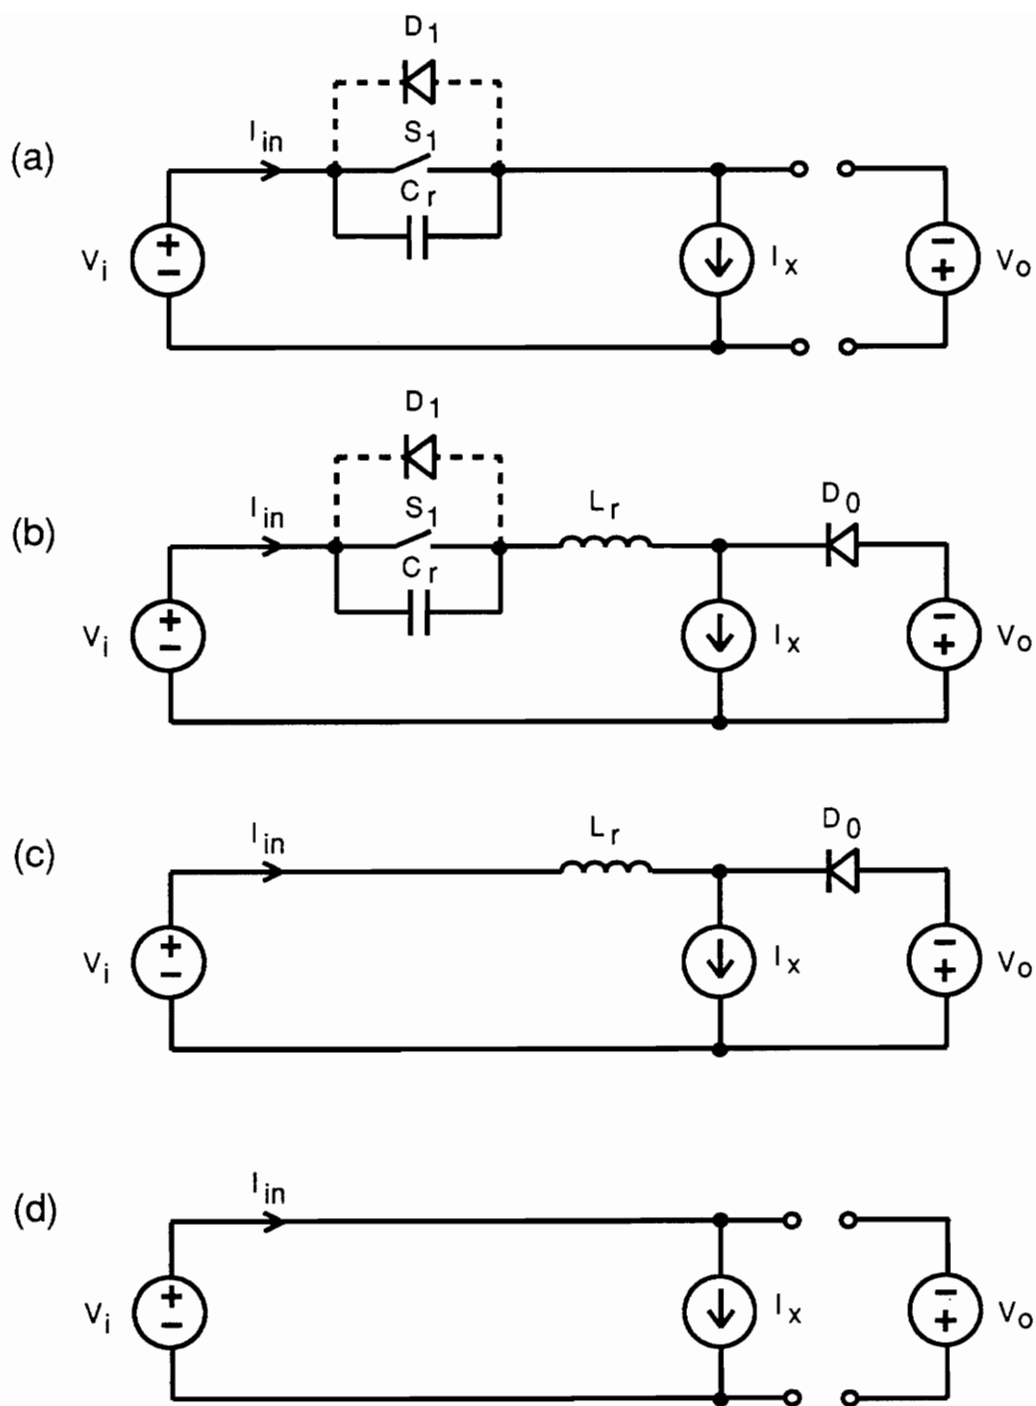 D1
(a)
Iin
S1
Cr
Vi
+
−
Ix
−
+
Vo
D1
(b)
Iin
S1
Cr
Lr
D0
Vi
+
−
Ix
−
+
Vo
(c)
Iin
Lr
D0
Vi
+
−
Ix
−
+
Vo
(d)
Iin
Vi
+
−
Ix
−
+
Vo